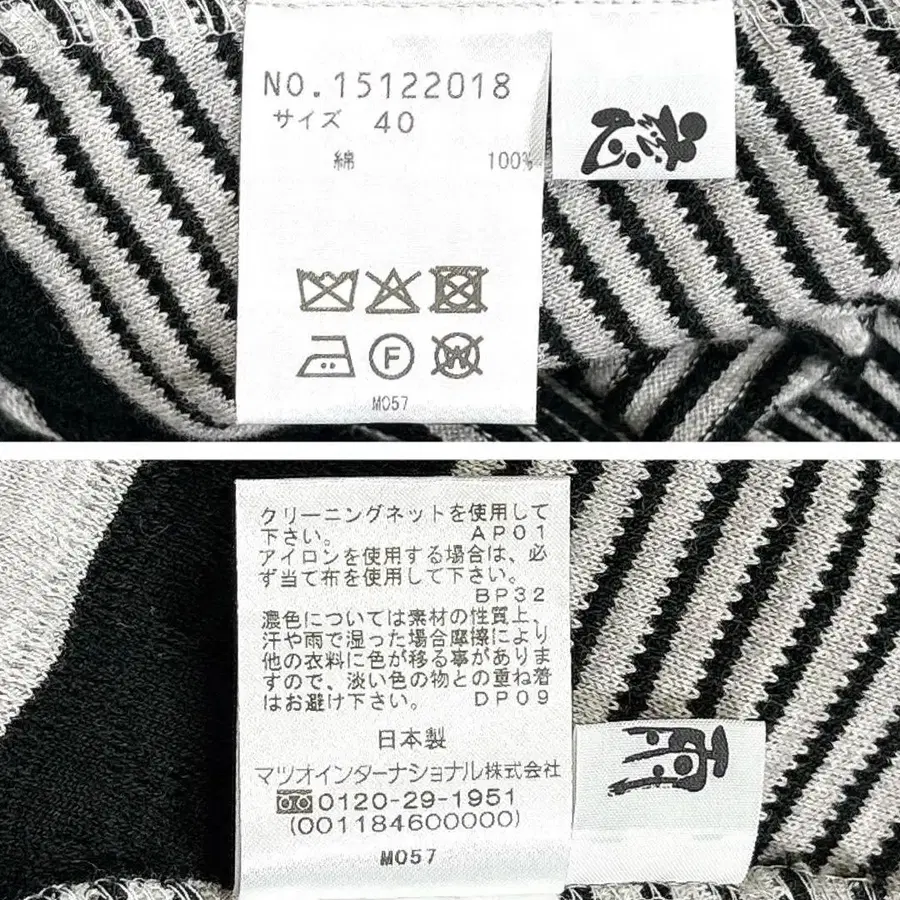 NO.15122018
サイズ 40
綿 100%
F
W
M057
クリーニングネットを使用して
下さい。 AP01
アイロンを使用する場合は、必
ず当て布を使用して下さい。
BP32
濃色については素材の性質上、
汗や雨で湿った場合摩擦により
他の衣料に色が移る事がありま
すので、淡い色の物との重ね着
はお避け下さい。 DP09
日本製
マツオインターナショナル株式会社
0120-29-1951
(001184600000)
M057